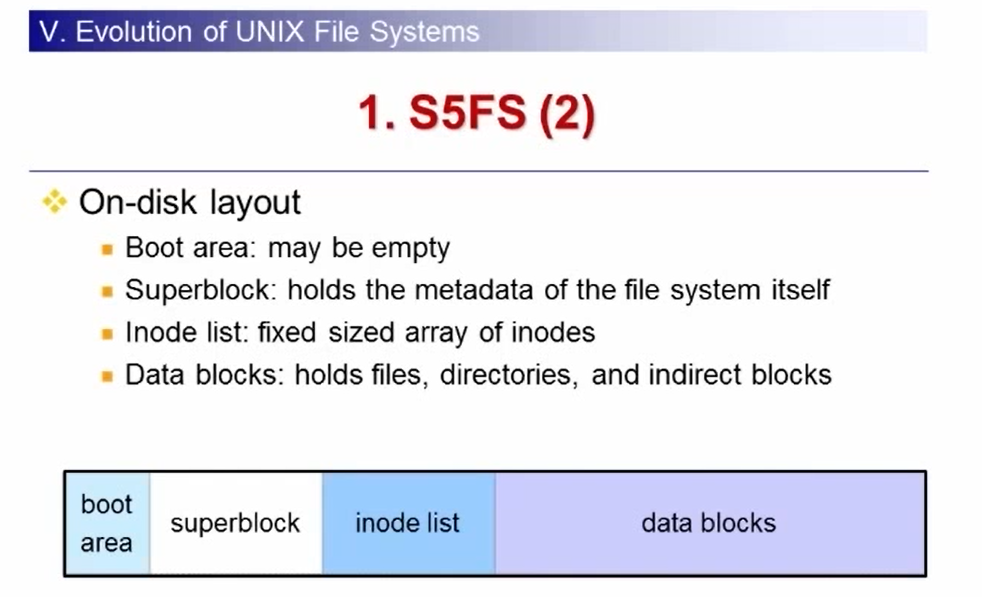 V. Evolution of UNIX File Systems
1. S5FS (2)
On-disk layout
Boot area: may be empty
Superblock: holds the metadata of the file system itself
Inode list: fixed sized array of inodes
Data blocks: holds files, directories, and indirect blocks
boot
area
superblock
inode list
data blocks